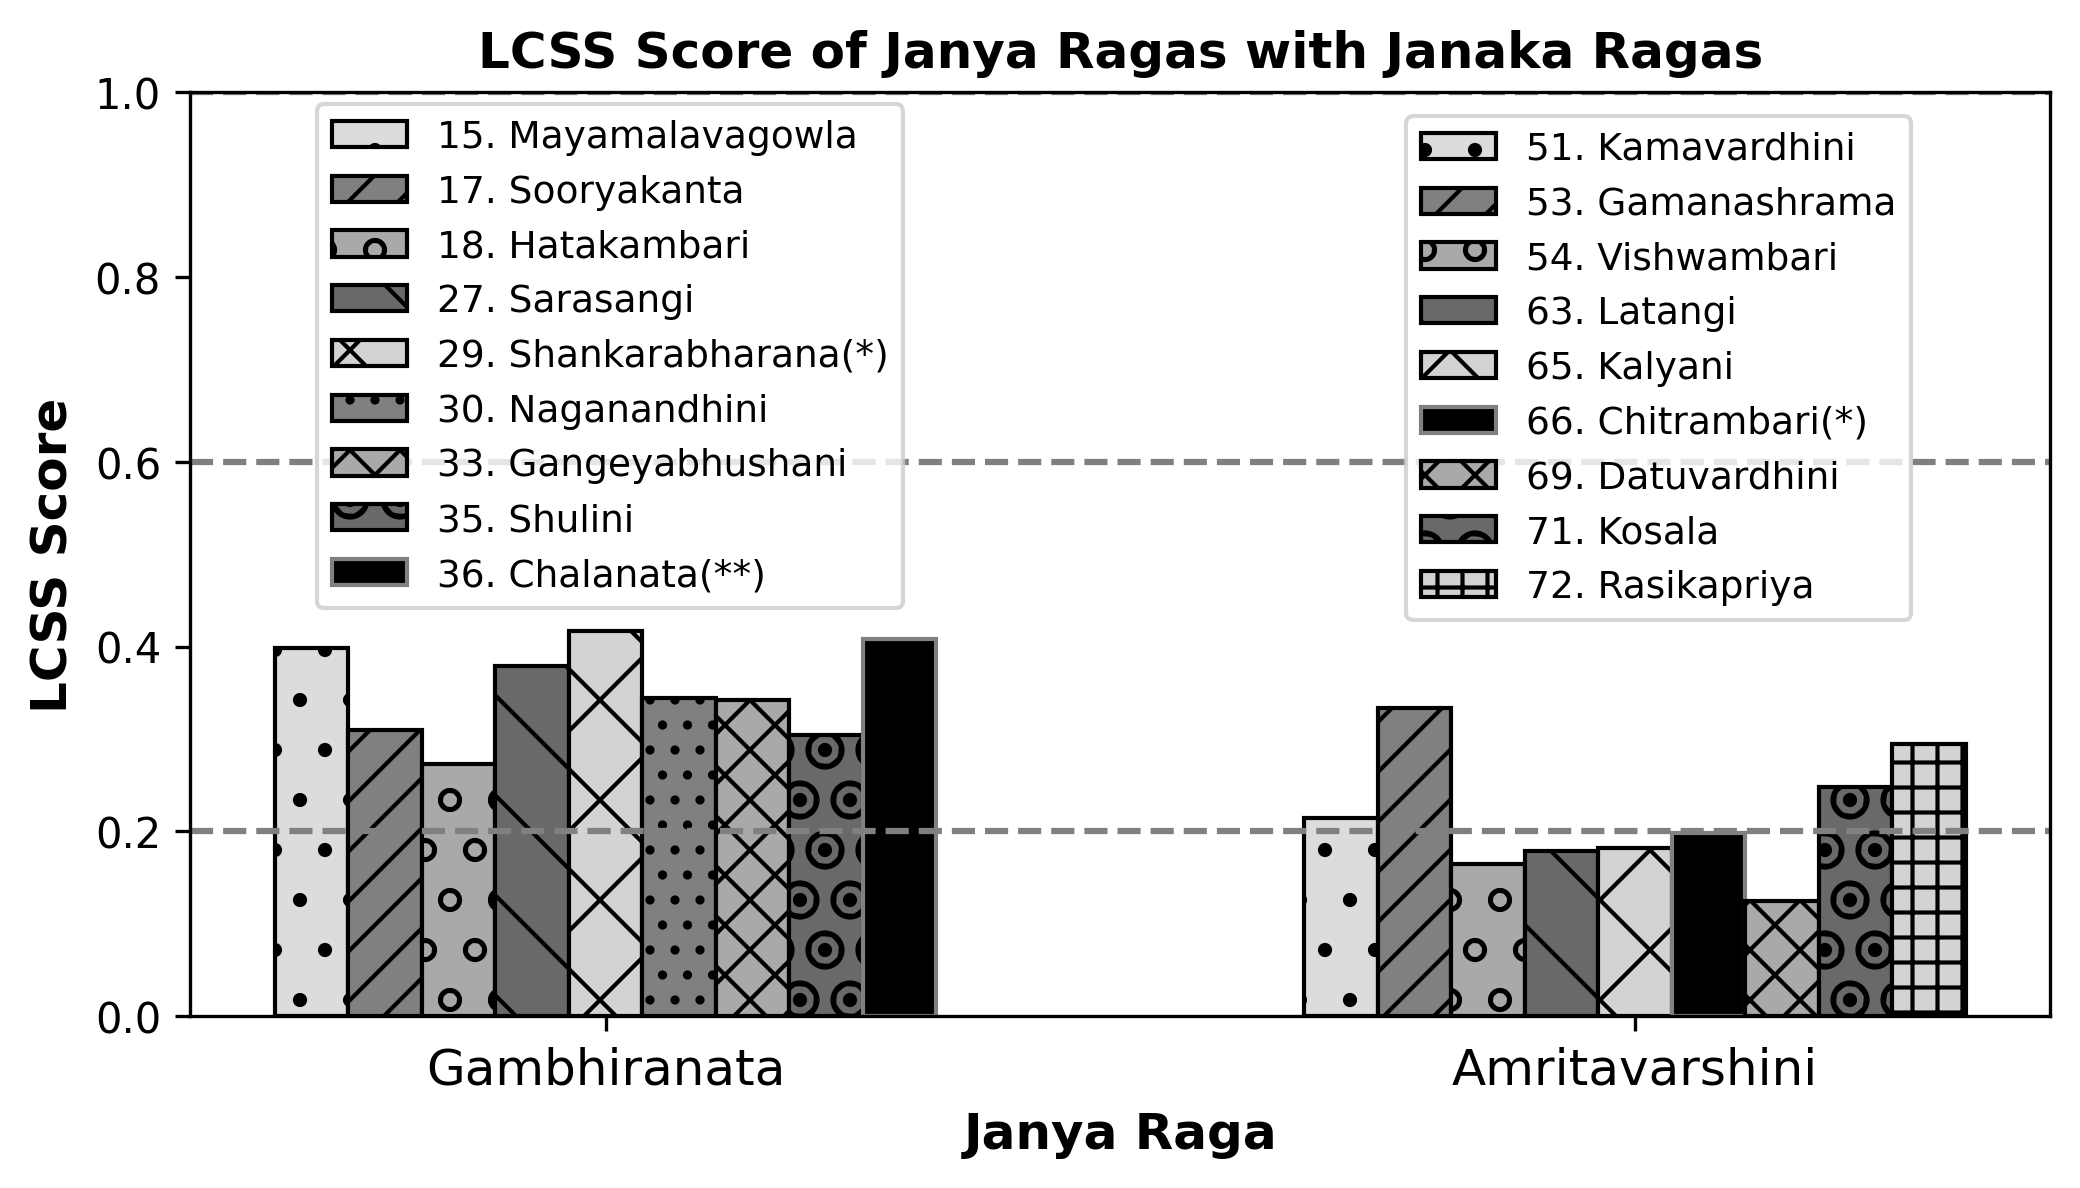 LCSS Score of Janya Ragas with Janaka Ragas
LCSS Score
1.0
0.8
0.6
0.4
0.2
0.0
15. Mayamalavagowla
17. Sooryakanta
18. Hatakambari
27. Sarasangi
29. Shankarabharana(*)
30. Naganandhini
33. Gangeyabhushani
35. Shulini
36. Chalanata(**)
51. Kamavardhini
53. Gamanashrama
54. Vishwambari
63. Latangi
65. Kalyani
66. Chitrambari(*)
69. Datuvardhini
71. Kosala
72. Rasikapriya
Gambhiranata
Amritavarshini
Janya Raga